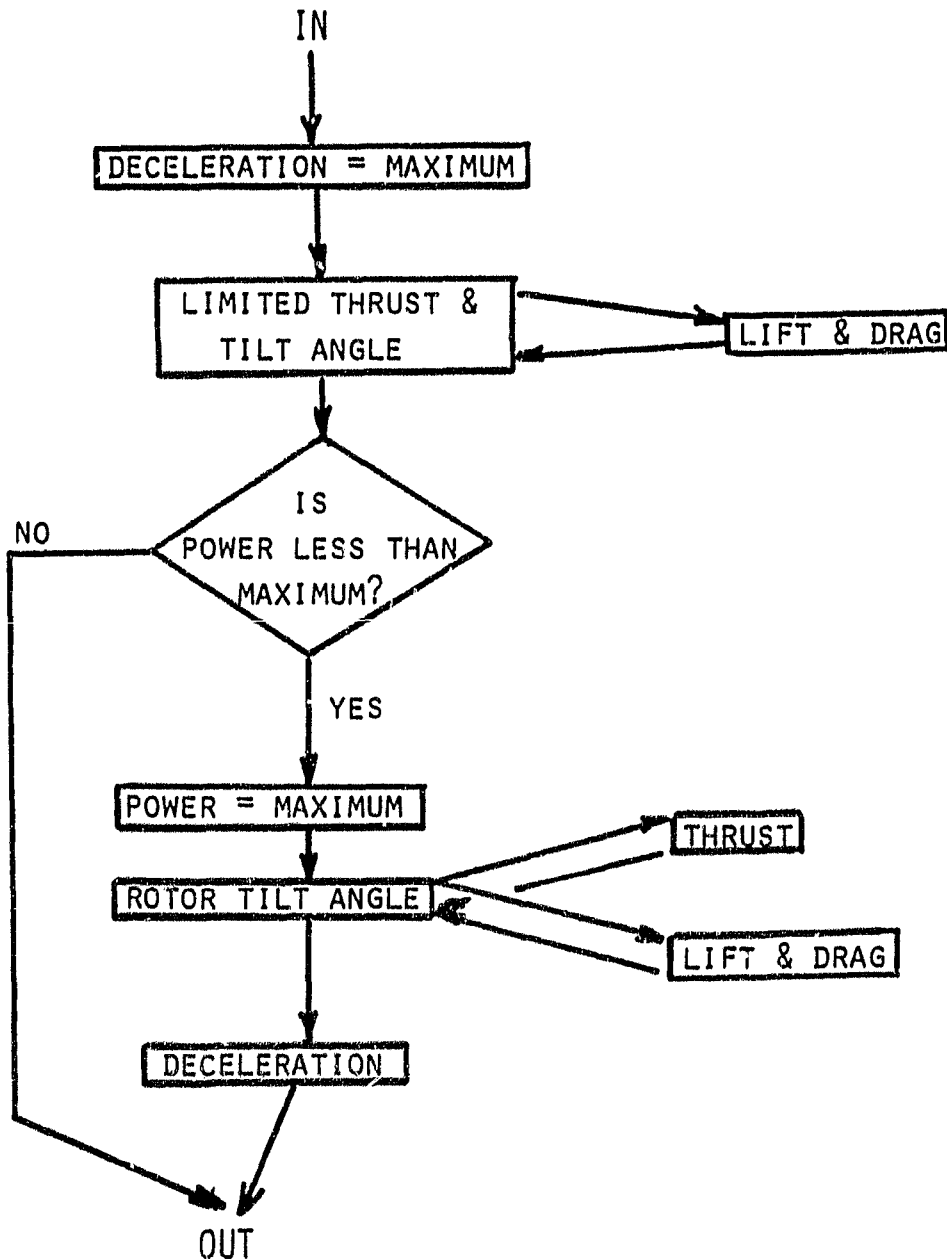 IN
DECELERATION = MAXIMUM
LIMITED THRUST &
TILT ANGLE
LIFT & DRAG
IS
POWER LESS THAN
MAXIMUM?
NO
YES
POWER = MAXIMUM
THRUST
ROTOR TILT ANGLE
LIFT & DRAG
DECELERATION
OUT